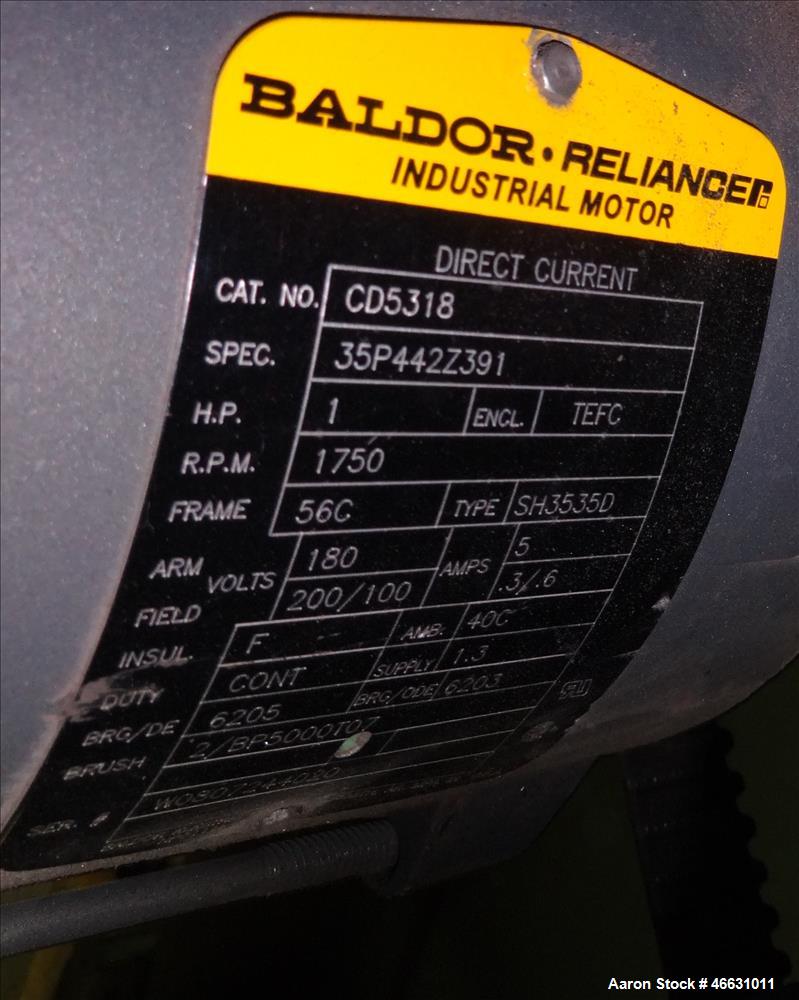 BALDOR • RELIANCE
INDUSTRIAL MOTOR
DIRECT CURRENT
CAT. NO. CD5318
SPEC. 35P442Z391
H.P. 1 ENCL. TEFC
R.P.M. 1750
FRAME 56C TYPE SH3535D
ARM VOLTS 180 AMPS 5
FIELD 200/100 .3/.6
INSUL. F AMB. 40C
DUTY CONT SUPPLY 1.3
BRG/DE 6205 BRG/ODE 6203
BRUSH 2/BP5000T07
SER. #
Aaron Stock # 46631011